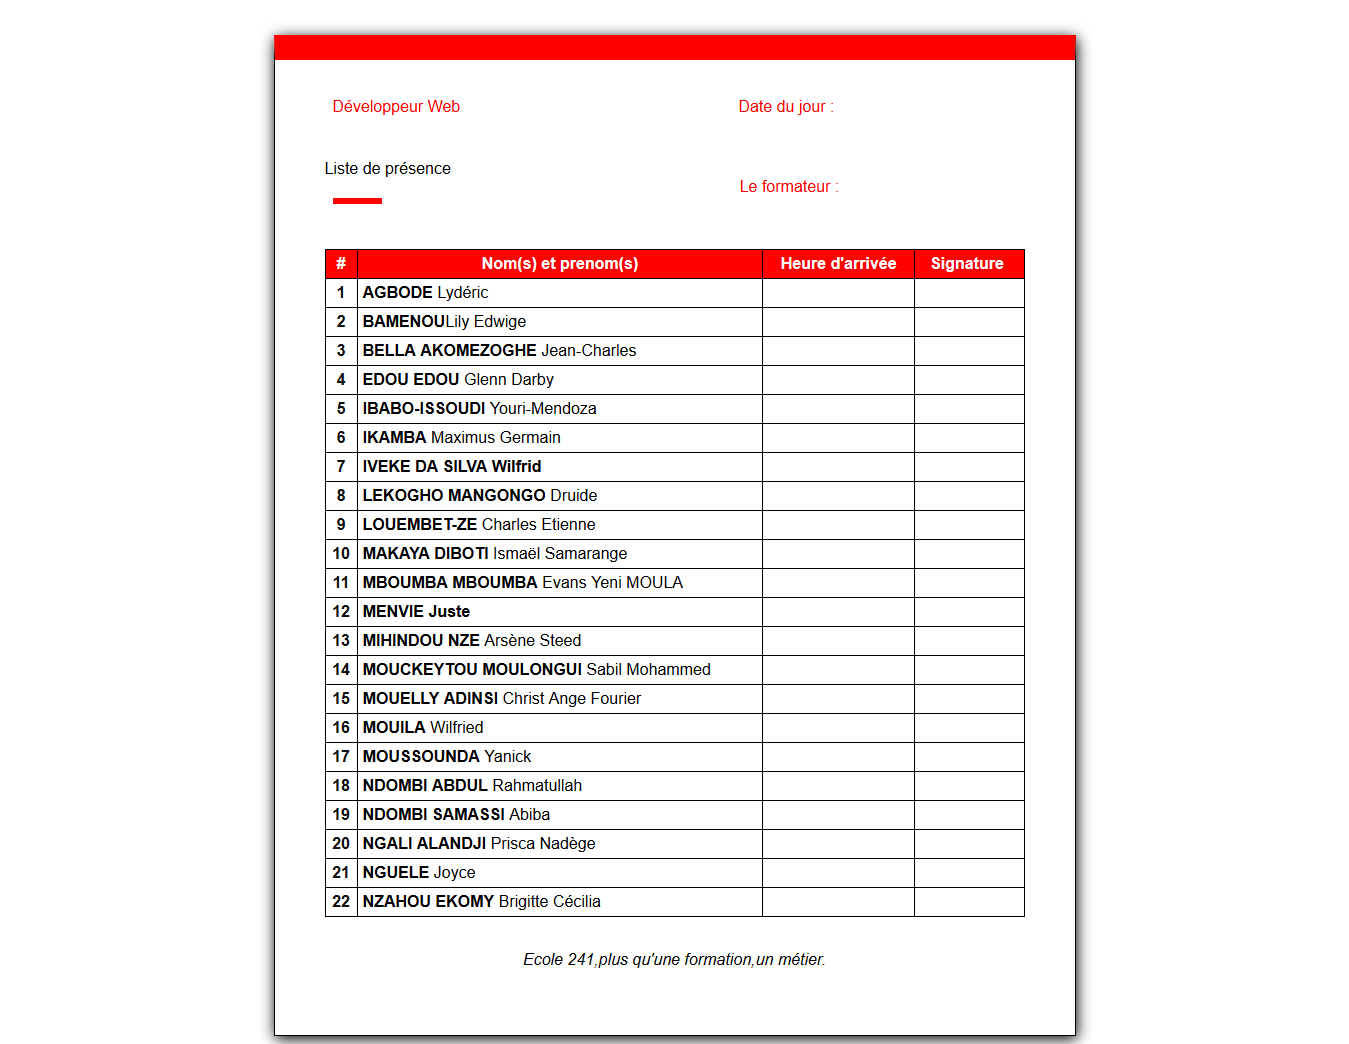 Développeur Web
Date du jour :
Liste de présence
Le formateur :
# Nom(s) et prenom(s) Heure d'arrivée Signature
1 AGBODE Lydéric
2 BAMENOULily Edwige
3 BELLA AKOMEZOGHE Jean-Charles
4 EDOU EDOU Glenn Darby
5 IBABO-ISSOUDI Youri-Mendoza
6 IKAMBA Maximus Germain
7 IVEKE DA SILVA Wilfrid
8 LEKOGHO MANGONGO Druide
9 LOUEMBET-ZE Charles Etienne
10 MAKAYA DIBOTI Ismaël Samarange
11 MBOUMBA MBOUMBA Evans Yeni MOULA
12 MENVIE Juste
13 MIHINDOU NZE Arsène Steed
14 MOUCKEYTOU MOULONGUI Sabil Mohammed
15 MOUELLY ADINSI Christ Ange Fourier
16 MOUILA Wilfried
17 MOUSSOUNDA Yanick
18 NDOMBI ABDUL Rahmatullah
19 NDOMBI SAMASSI Abiba
20 NGALI ALANDJI Prisca Nadège
21 NGUELE Joyce
22 NZAHOU EKOMY Brigitte Cécilia
Ecole 241,plus qu'une formation,un métier.